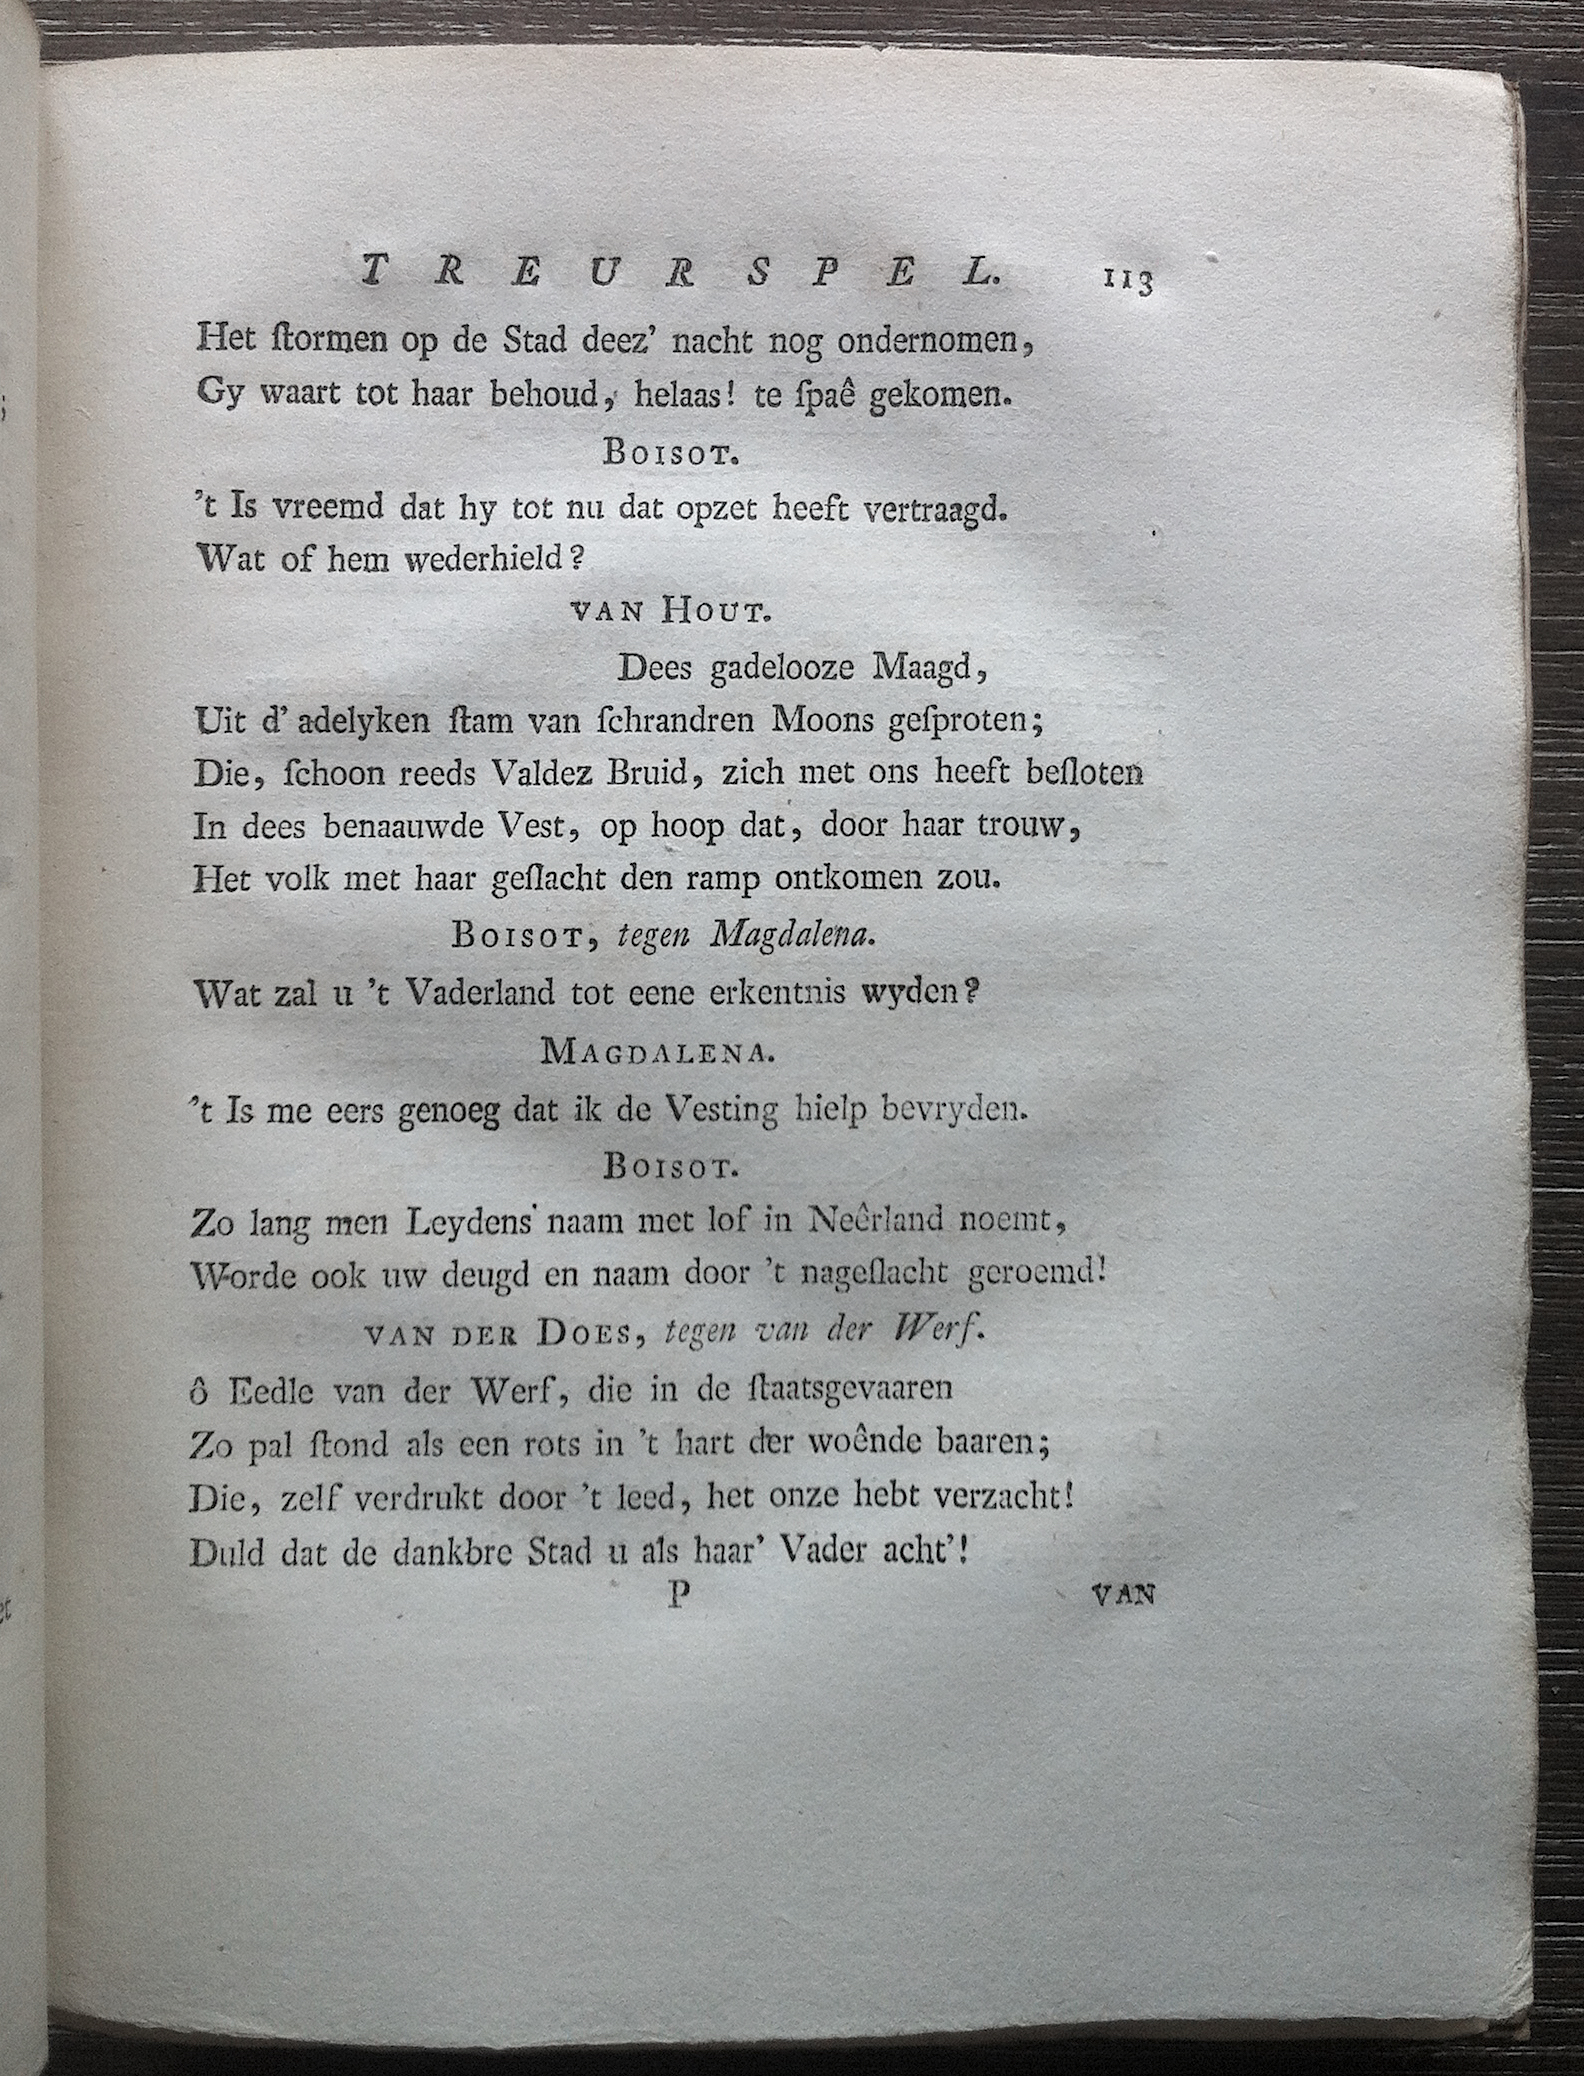 TREURSPEL. 113
Het ſtormen op de Stad deez' nacht nog ondernomen,
Gy waart tot haar behoud, helaas! te ſpaê gekomen.
BOISOT.
't Is vreemd dat hy tot nu dat opzet heeft vertraagd.
Wat of hem wederhield?
VAN HOUT.
Dees gadelooze Maagd,
Uit d' adelyken ſtam van ſchrandren Moons geſproten;
Die, ſchoon reeds Valdez Bruid, zich met ons heeft beſloten
In dees benaauwde Vest, op hoop dat, door haar trouw,
Het volk met haar geſlacht den ramp ontkomen zou.
BOISOT, tegen Magdalena.
Wat zal u 't Vaderland tot eene erkentnis wyden?
MAGDALENA.
't Is me eers genoeg dat ik de Vesting hielp bevryden.
BOISOT.
Zo lang men Leydens' naam met lof in Neêrland noemt,
Worde ook uw deugd en naam door 't nageſlacht geroemd!
VAN DER DOES, tegen van der Werf.
ô Eedle van der Werf, die in de ſtaatsgevaaren
Zo pal ſtond als een rots in 't hart der woênde baaren;
Die, zelf verdrukt door 't leed, het onze hebt verzacht!
Duld dat de dankbre Stad u als haar' Vader acht'!
P VAN